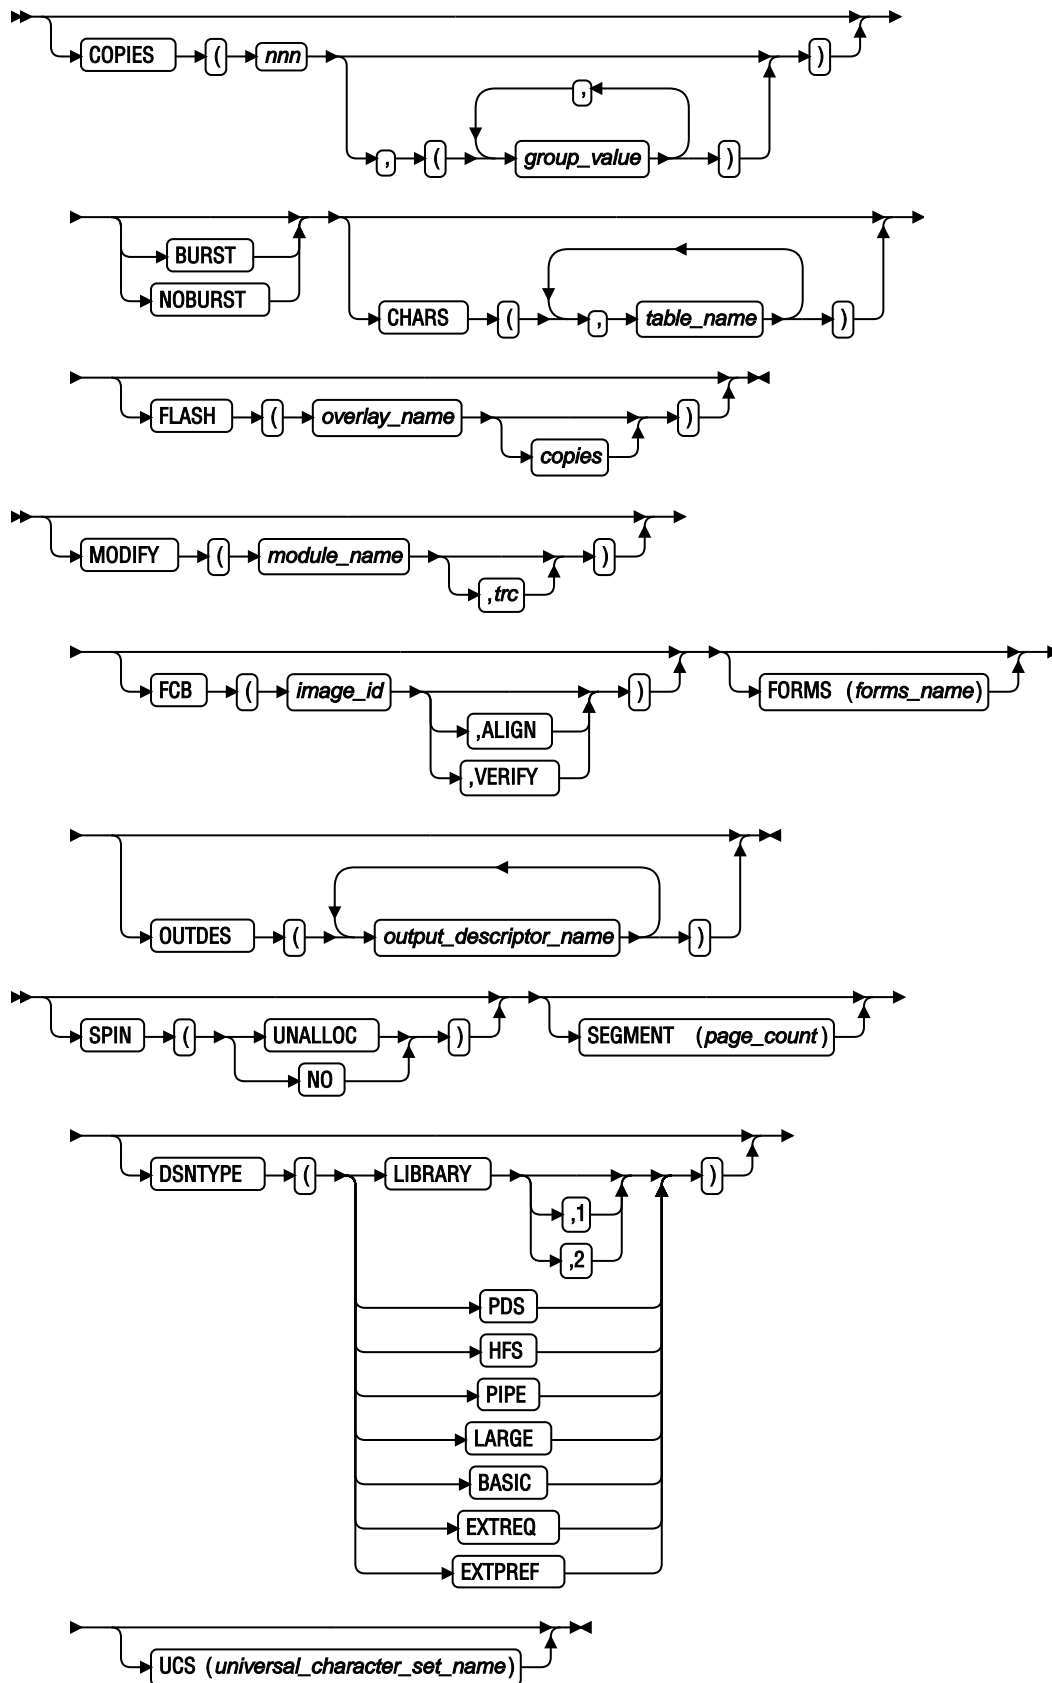 COPIES ( nnn )
,
, ( group_value )
BURST
NOBURST
CHARS ( , table_name )
FLASH ( overlay_name )
copies
MODIFY ( module_name )
,trc
FCB ( image_id ) FORMS (forms_name)
,ALIGN
,VERIFY
OUTDES ( output_descriptor_name )
SPIN ( UNALLOC ) SEGMENT (page_count)
NO
DSNTYPE ( LIBRARY )
,1
,2
PDS
HFS
PIPE
LARGE
BASIC
EXTREQ
EXTPREF
UCS (universal_character_set_name)